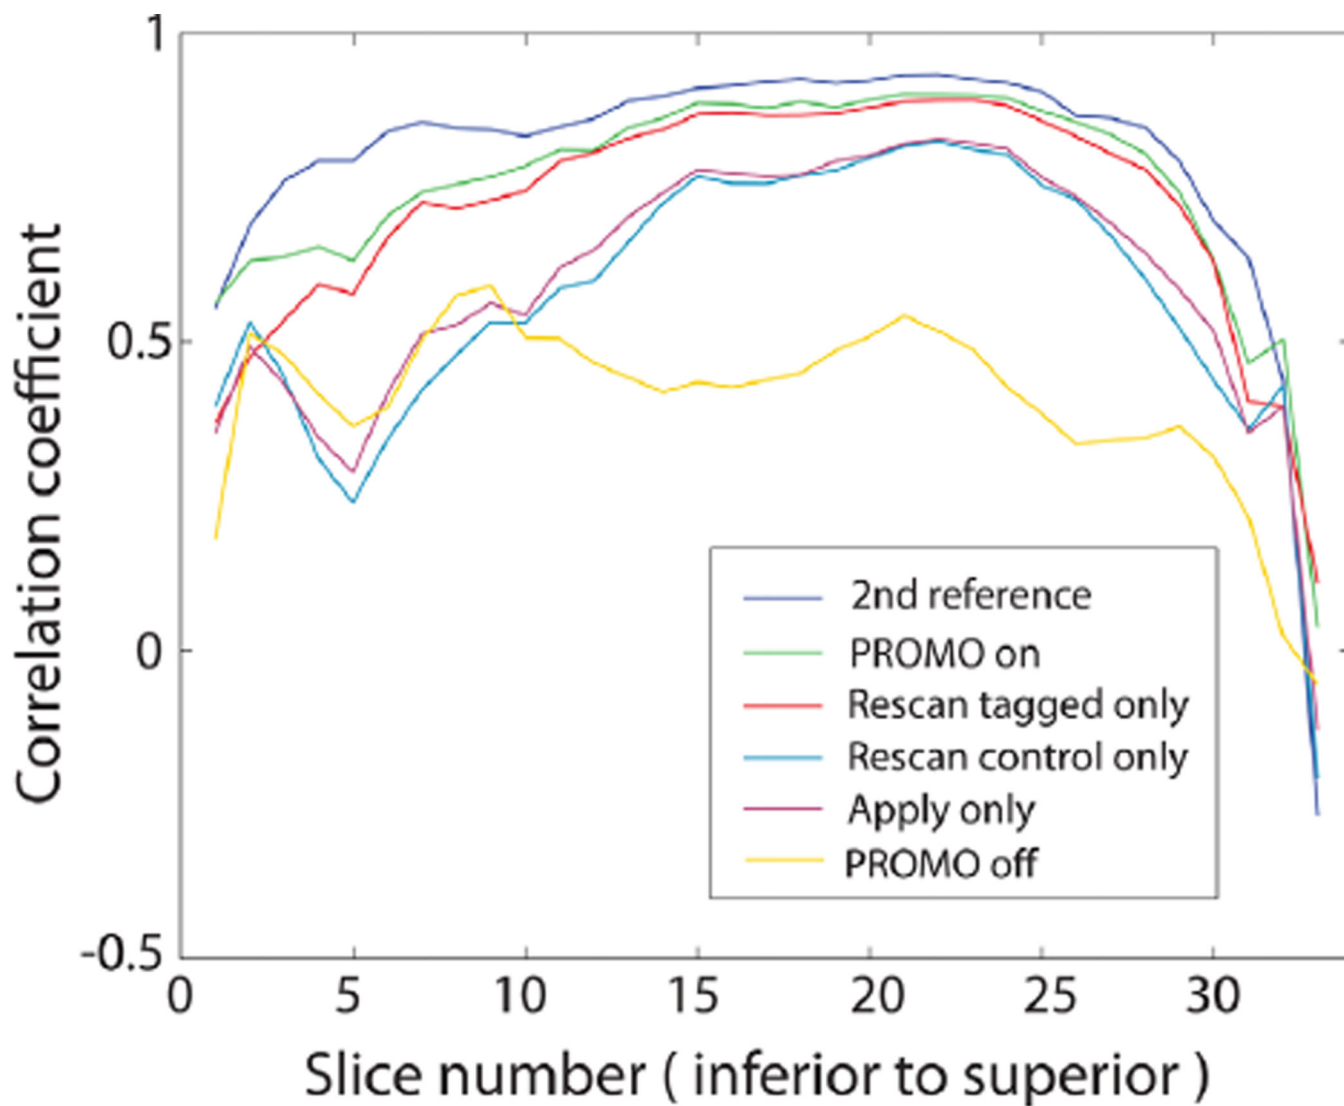 Correlation coefficient
1
0.5
0
-0.5
0 5 10 15 20 25 30
Slice number ( inferior to superior )
2nd reference
PROMO on
Rescan tagged only
Rescan control only
Apply only
PROMO off